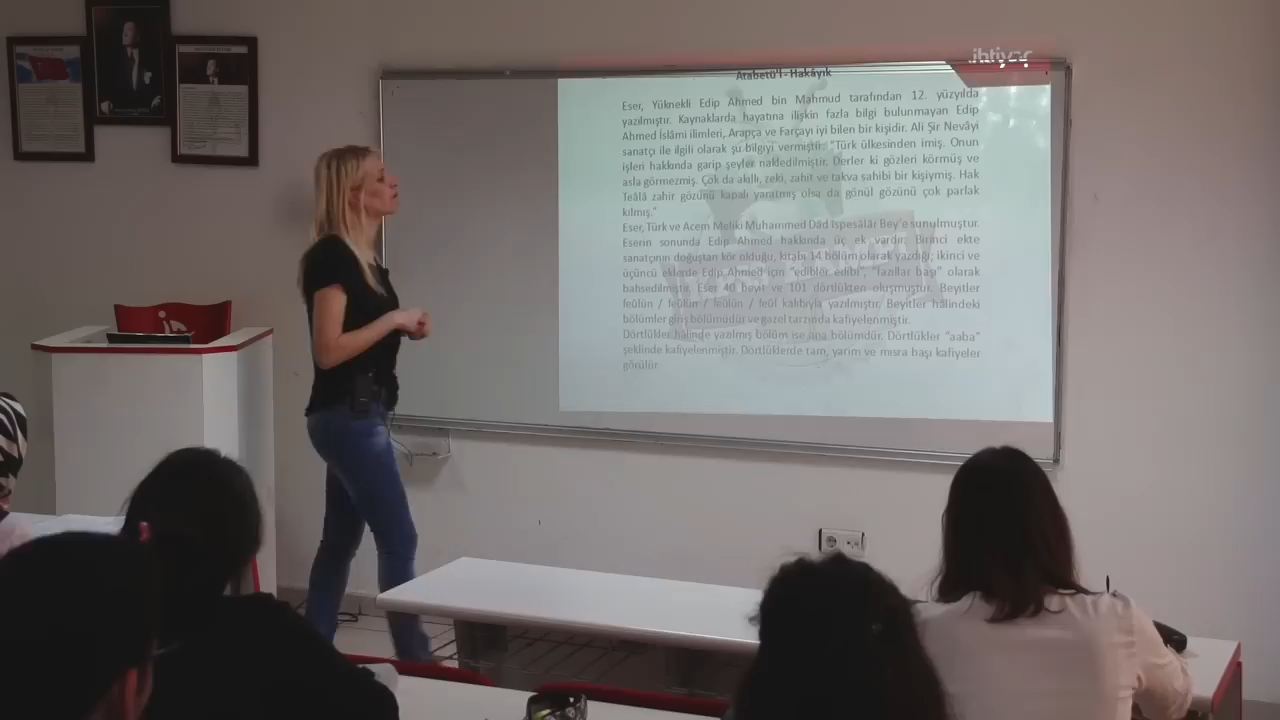 ihtiyaç
Atabetü'l - Hakâyık
Eser, Yüknekli Edip Ahmed bin Mahmud tarafından 12. yüzyılda
yazılmıştır. Kaynaklarda hayatına ilişkin fazla bilgi bulunmayan Edip
Ahmed İslâmi ilimleri, Arapça ve Farçayı iyi bilen bir kişidir. Ali Şir Nevâyi
sanatçı ile ilgili olarak şu bilgiyi vermiştir: "Türk ülkesinden imiş. Onun
işleri hakkında garip şeyler nakledilmiştir. Derler ki gözleri körmüş ve
asla görmezmiş. Çok da akıllı, zeki, zahit ve takva sahibi bir kişiymiş. Hak
Teâlâ zahir gözünü kapalı yaratmış olsa da gönül gözünü çok parlak
kılmış."
Eser, Türk ve Acem Meliki Muhammed Dâd İspesâlâr Bey'e sunulmuştur.
Eserin sonunda Edip Ahmed hakkında üç ek vardır. Birinci ekte
sanatçının doğuştan kör olduğu, kitabı 14 bölüm olarak yazdığı; ikinci ve
üçüncü eklerde Edip Ahmed için "edibler edibi", "fazıllar başı" olarak
bahsedilmiştir. Eser 40 beyit ve 101 dörtlükten oluşmuştur. Beyitler
feûlün / feûlün / feûlün / feûl kalıbıyla yazılmıştır. Beyitler hâlindeki
bölümler giriş bölümüdür ve gazel tarzında kafiyelenmiştir.
Dörtlükler hâlinde yazılmış bölüm ise ana bölümdür. Dörtlükler "aaba"
şeklinde kafiyelenmiştir. Dörtlüklerde tam, yarım ve mısra başı kafiyeler
görülür.